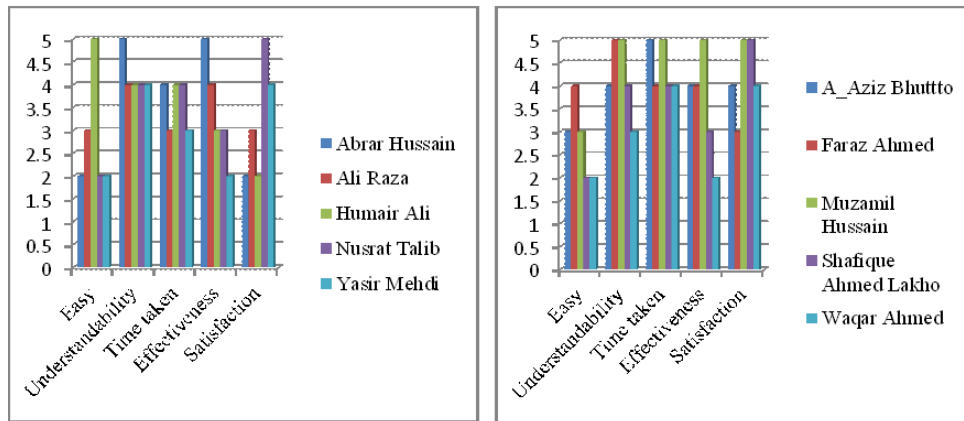 5
4.5
4
3.5
3
2.5
2
1.5
1
0.5
0
Easy
Understandability
Time taken
Effectiveness
Satisfaction
Abrar Hussain
Ali Raza
Humair Ali
Nusrat Talib
Yasir Mehdi
5
4.5
4
3.5
3
2.5
2
1.5
1
0.5
0
Easy
Understandability
Time taken
Effectiveness
Satisfaction
A_Aziz Bhuttto
Faraz Ahmed
Muzamil
Hussain
Shafique
Ahmed Lakho
Waqar Ahmed